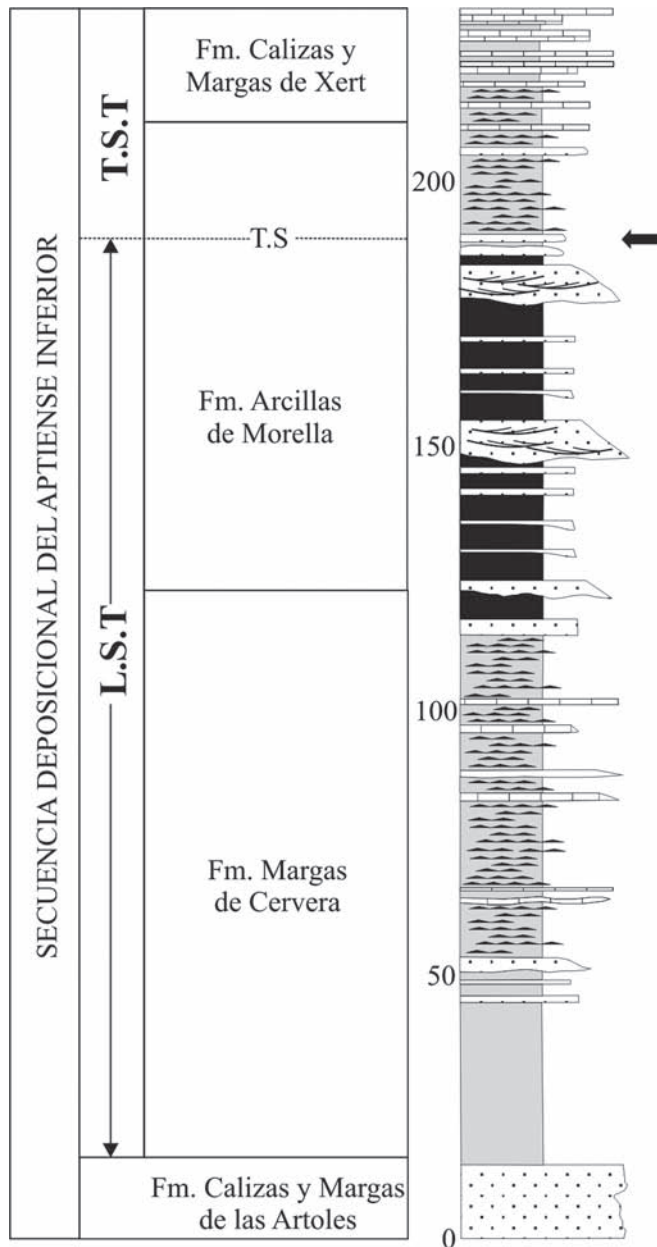 SECUENCIA DEPOSICIONAL DEL APTIENSE INFERIOR
T.S.T
L.S.T
Fm. Calizas y
Margas de Xert
T.S
Fm. Arcillas
de Morella
Fm. Margas
de Cervera
Fm. Calizas y Margas
de las Artoles
200
150
100
50
0